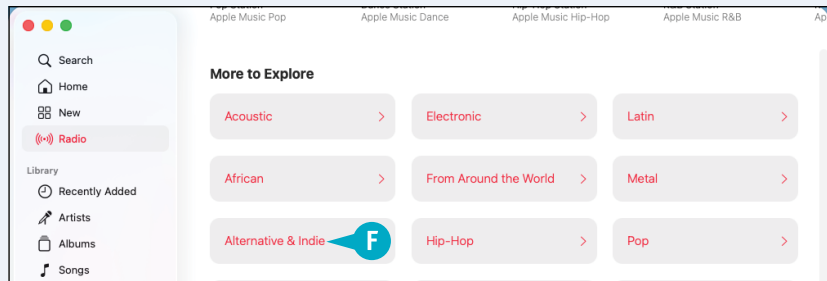 Apple Music Pop
Apple Music Dance
Apple Music Hip-Hop
Apple Music R&B
Search
Home
New
Radio
Library
Recently Added
Artists
Albums
Songs
More to Explore
Acoustic
Electronic
Latin
African
From Around the World
Metal
Alternative & Indie
F
Hip-Hop
Pop